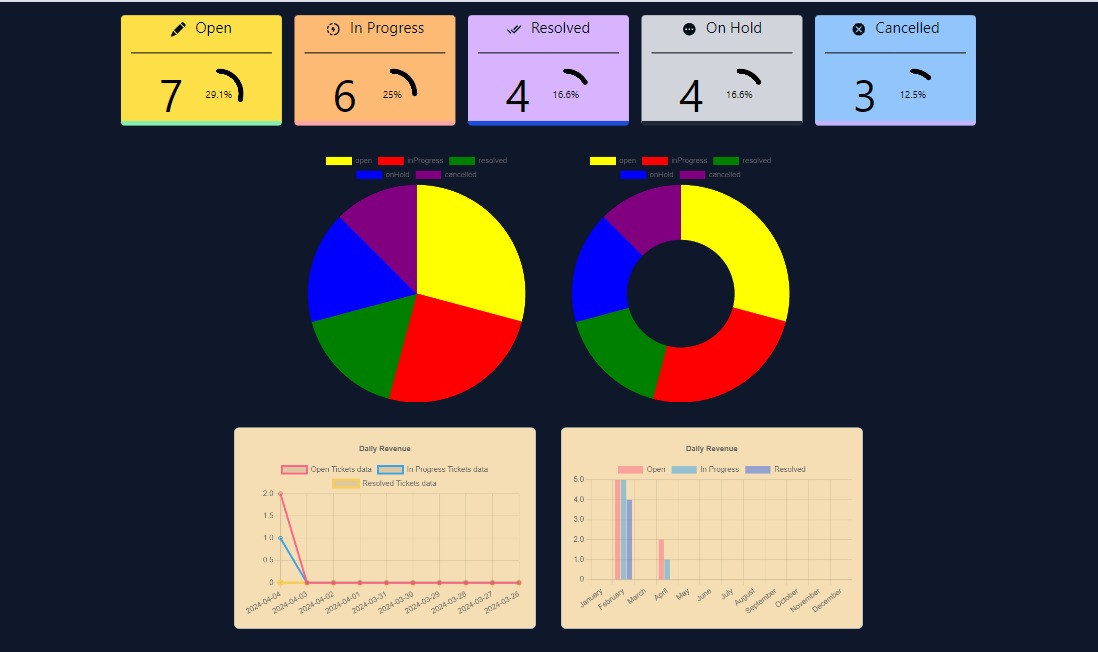 Open
In Progress
Resolved
On Hold
Cancelled
7 29.1%
6 25%
4 16.6%
4 16.6%
3 12.5%
open inProgress resolved
onHold cancelled
open inProgress resolved
onHold cancelled
Daily Revenue
Open Tickets data In Progress Tickets data
Resolved Tickets data
2.0
1.5
1.0
0.5
0
2024-04-04 2024-04-03 2024-04-02 2024-04-01 2024-03-31 2024-03-30 2024-03-29 2024-03-28 2024-03-27 2024-03-26
Daily Revenue
Open In Progress Resolved
5.0
4.0
3.0
2.0
1.0
0
January February March April May June July August September October November December